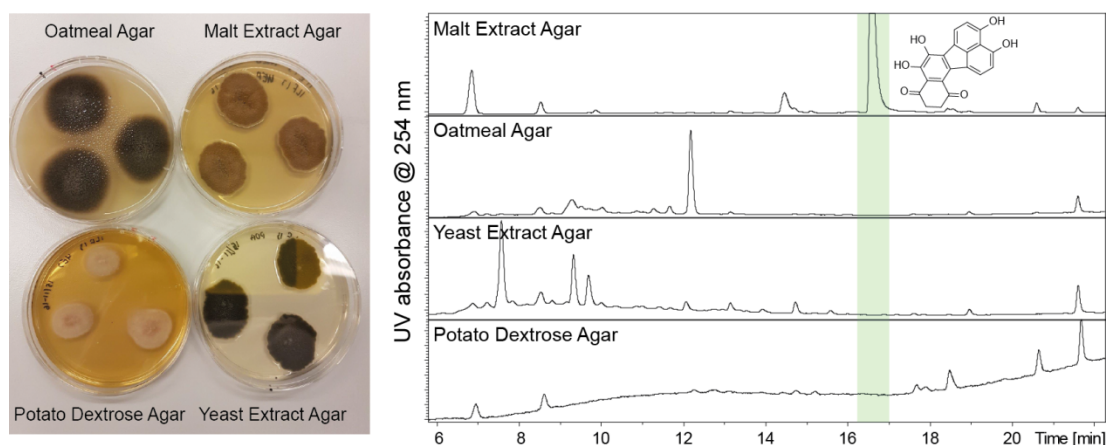 Oatmeal Agar
Malt Extract Agar
Potato Dextrose Agar
Yeast Extract Agar
UV absorbance @ 254 nm
Malt Extract Agar
OH
HO
OH
HO
O
O
Oatmeal Agar
Yeast Extract Agar
Potato Dextrose Agar
6 8 10 12 14 16 18 20 Time [min]